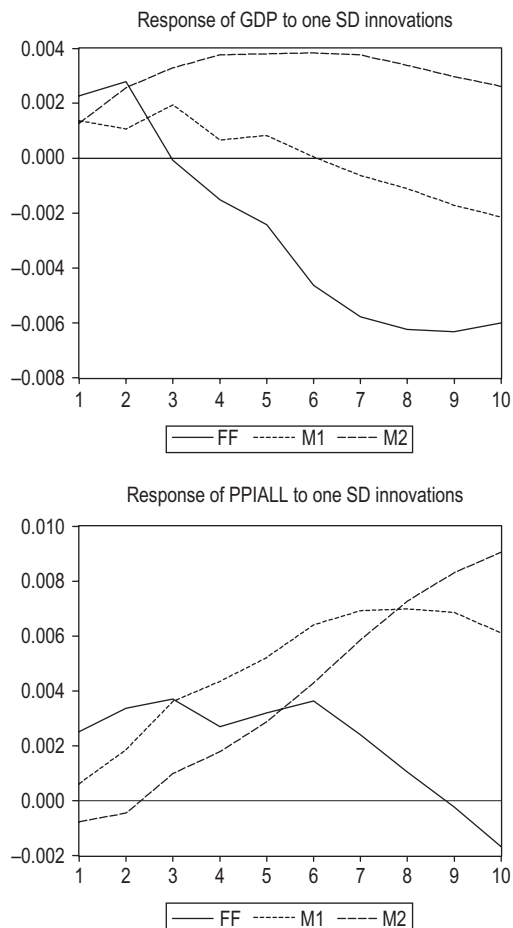 Response of GDP to one SD innovations
0.004
0.002
0.000
–0.002
–0.004
–0.006
–0.008
1 2 3 4 5 6 7 8 9 10
FF M1 M2
Response of PPIALL to one SD innovations
0.010
0.008
0.006
0.004
0.002
0.000
–0.002
1 2 3 4 5 6 7 8 9 10
FF M1 M2